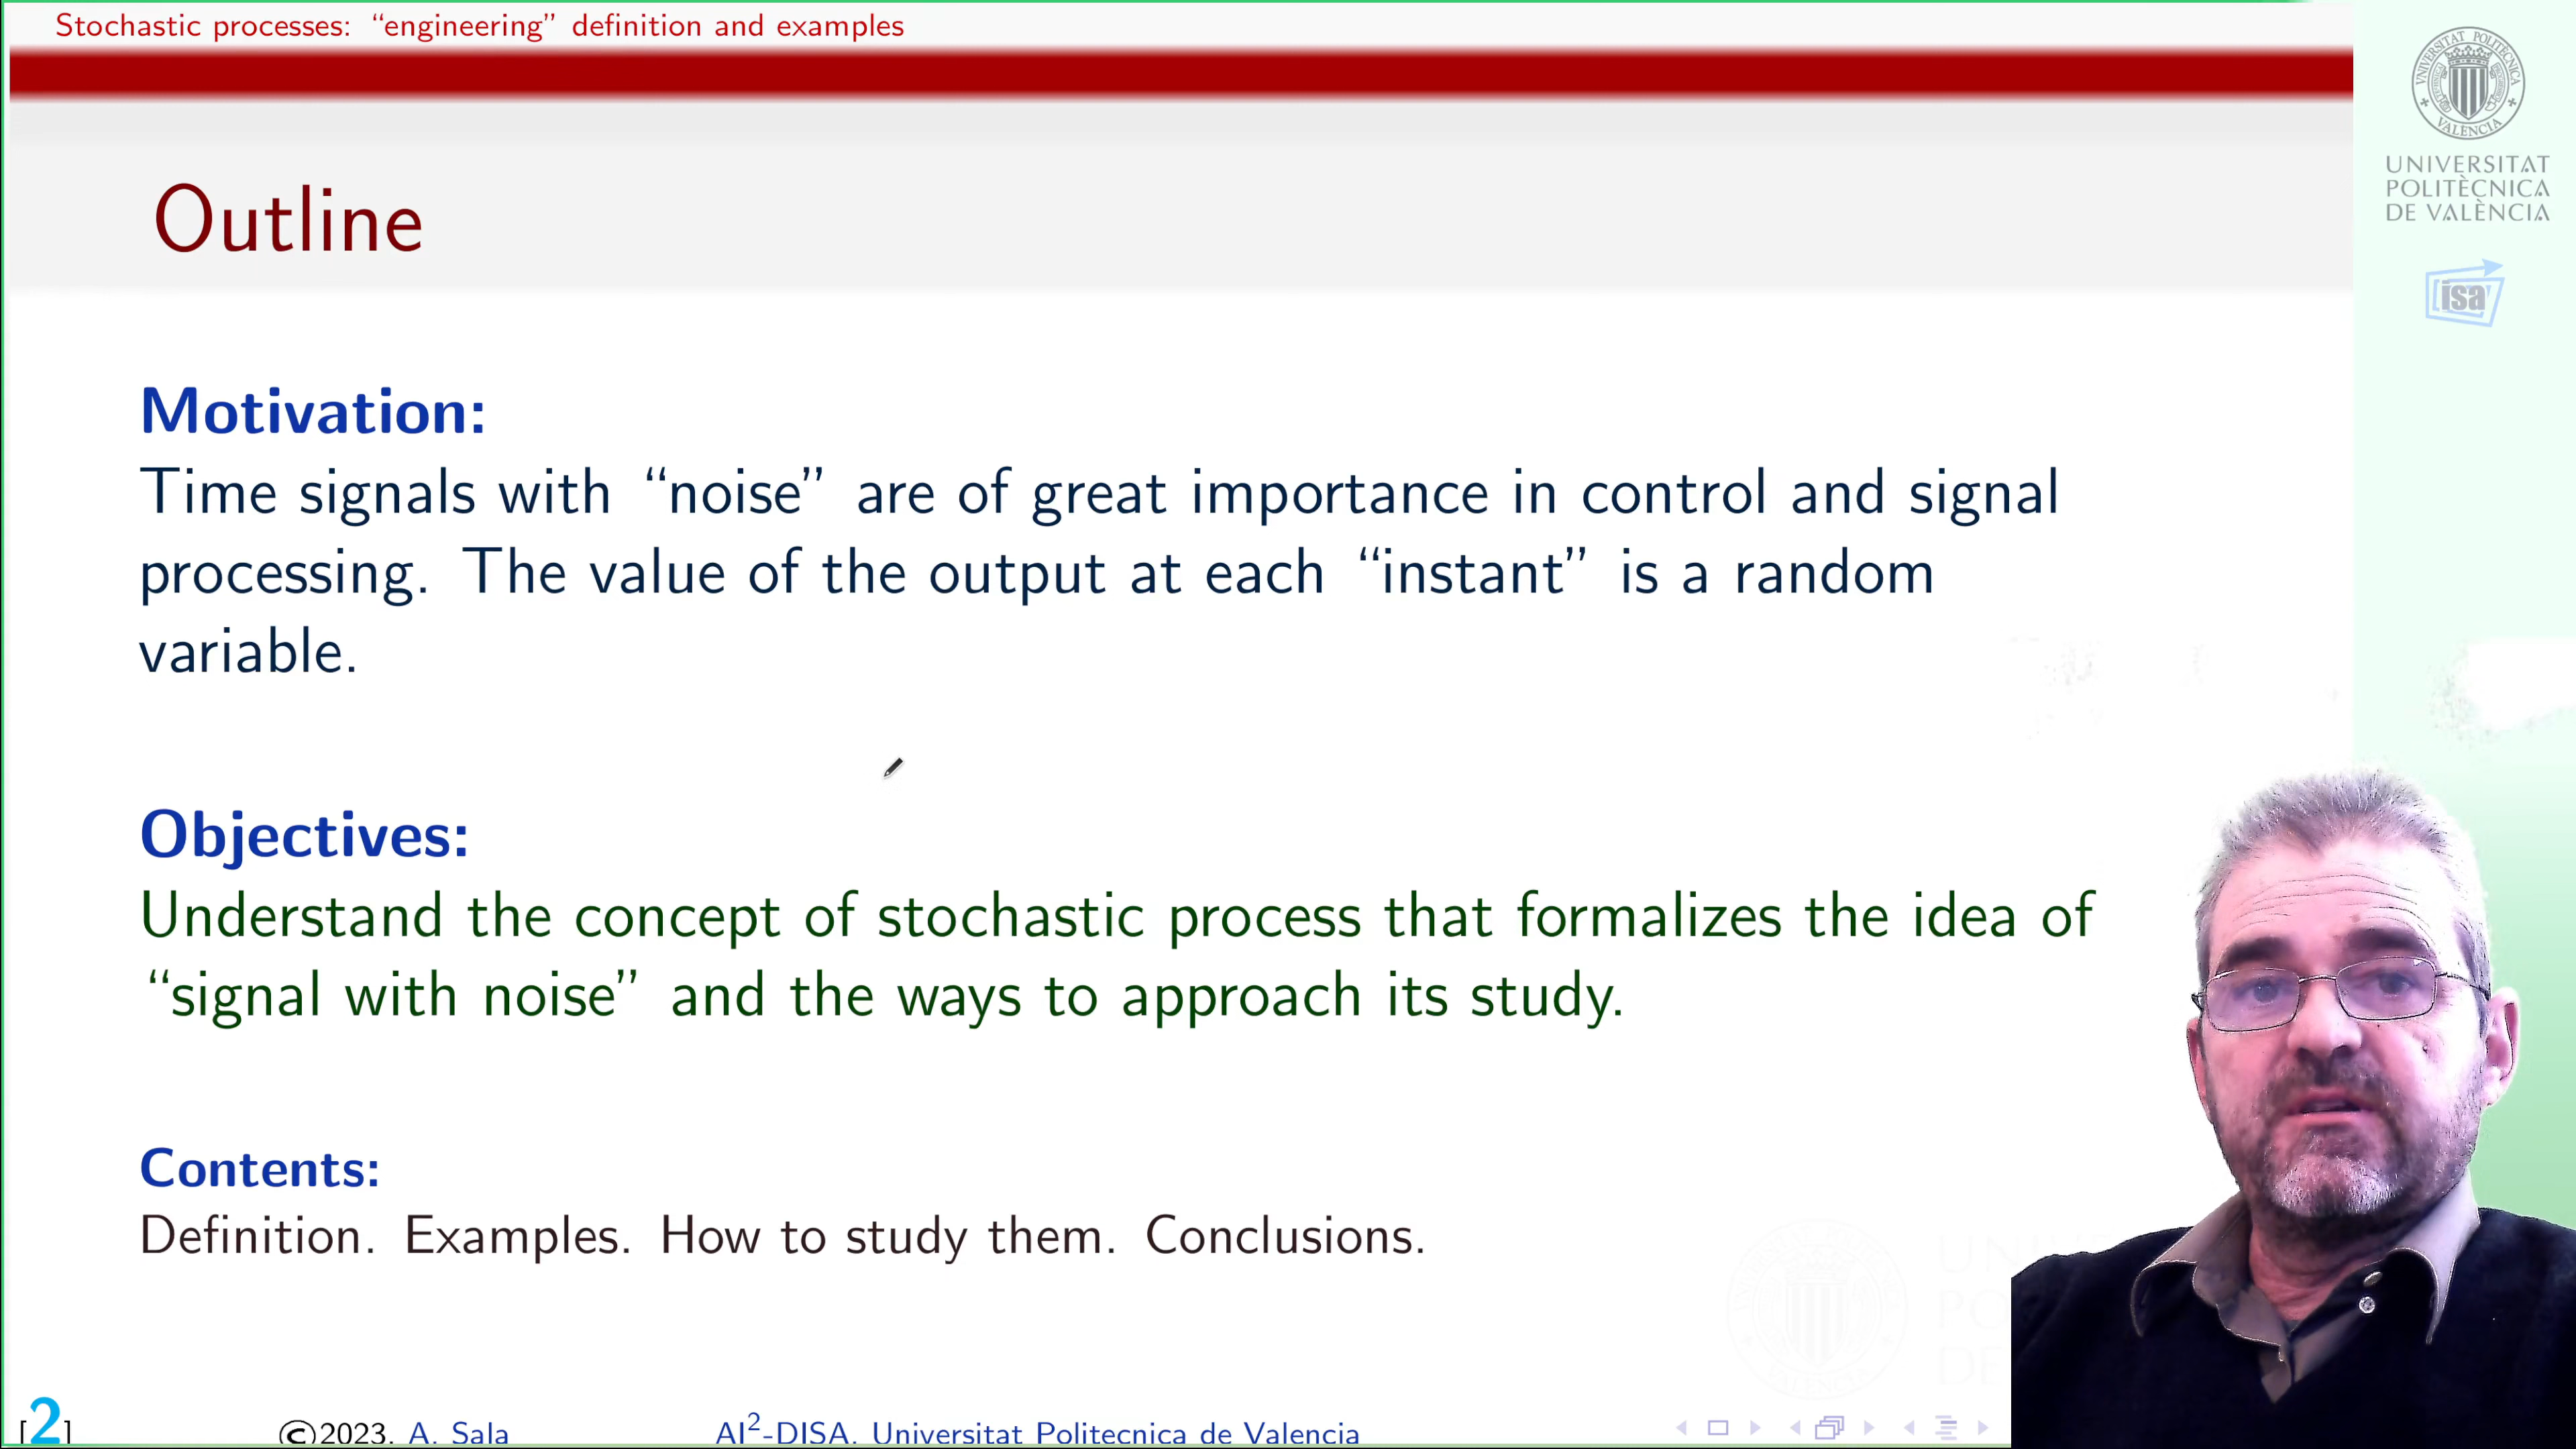 Stochastic processes: “engineering” definition and examples
Outline
Motivation:
Time signals with “noise” are of great importance in control and signal
processing. The value of the output at each “instant” is a random
variable.
Objectives:
Understand the concept of stochastic process that formalizes the idea of
“signal with noise” and the ways to approach its study.
Contents:
Definition. Examples. How to study them. Conclusions.
[2] ©2023. A. Sala AI²-DISA. Universitat Politecnica de Valencia
UNIVERSITAT POLITÈCNICA
VALÈNCIA
UNIVERSITAT
POLITÈCNICA
DE VALÈNCIA
isa